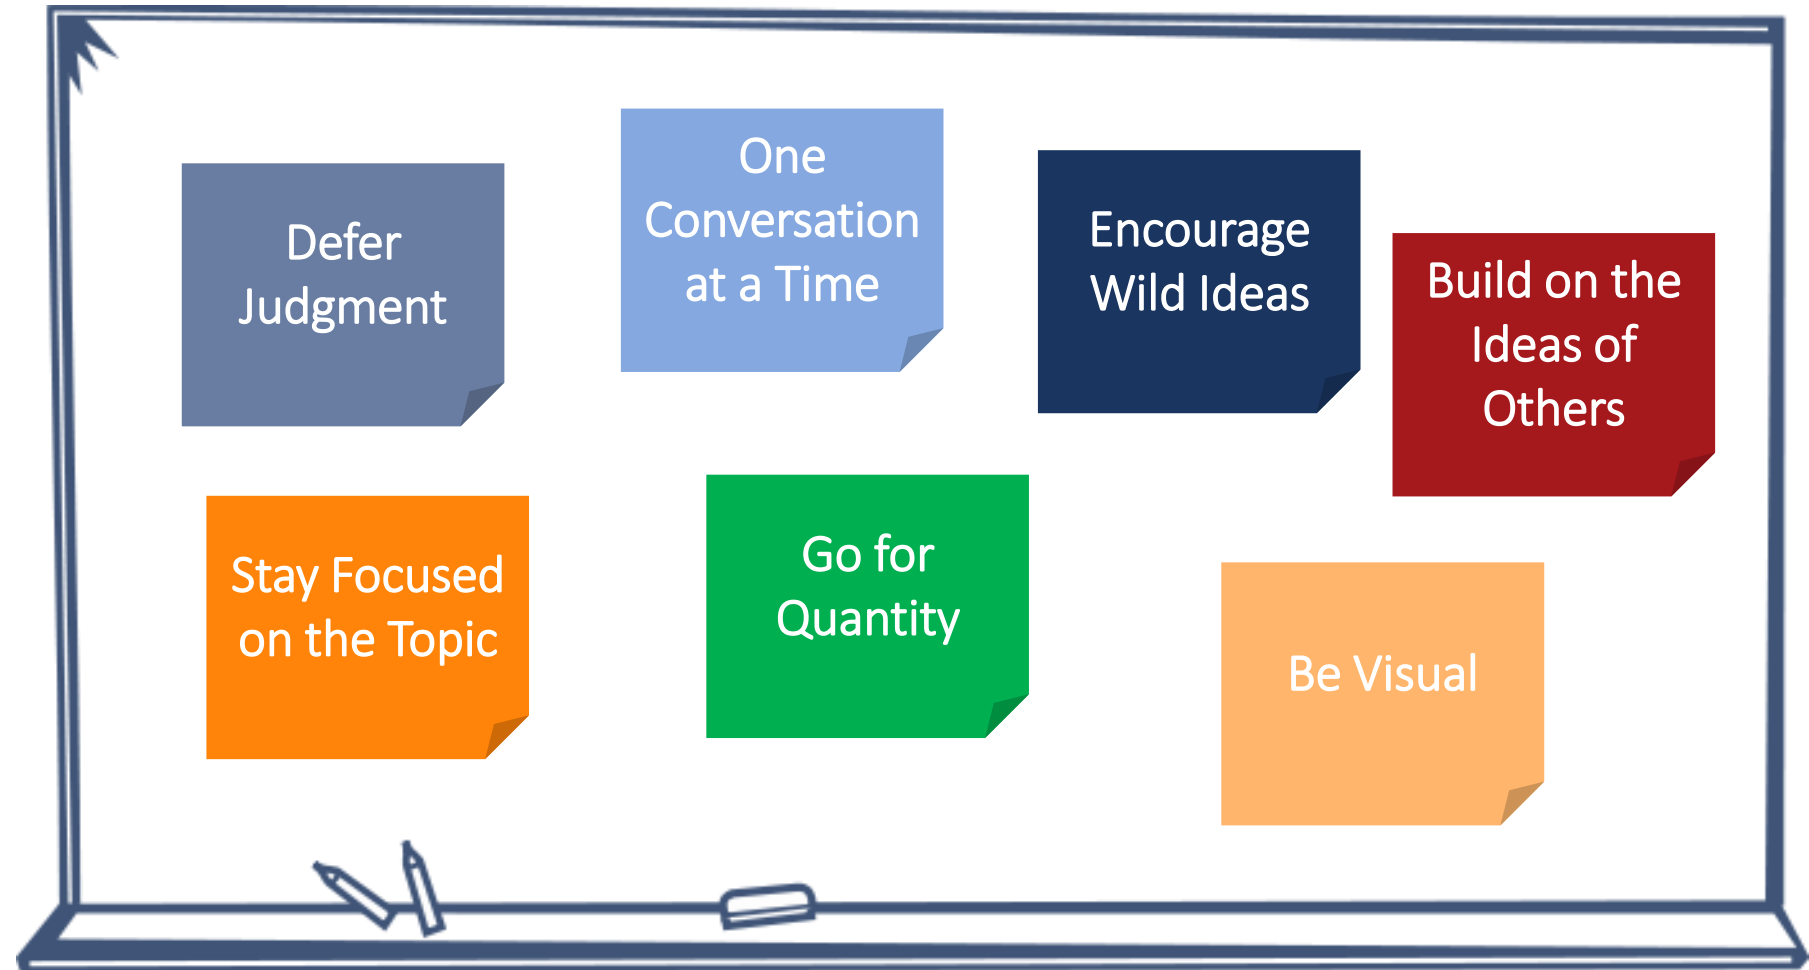 Defer
Judgment
One
Conversation
at a Time
Encourage
Wild Ideas
Build on the
Ideas of
Others
Stay Focused
on the Topic
Go for
Quantity
Be Visual